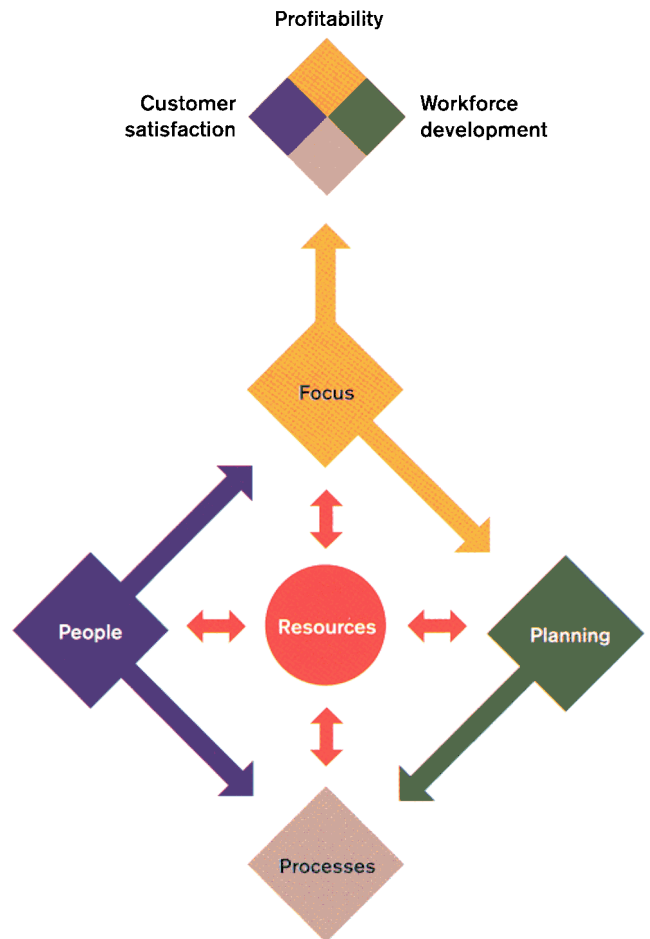 Profitability
Customer
satisfaction
Workforce
development
Focus
People
Resources
Planning
Processes